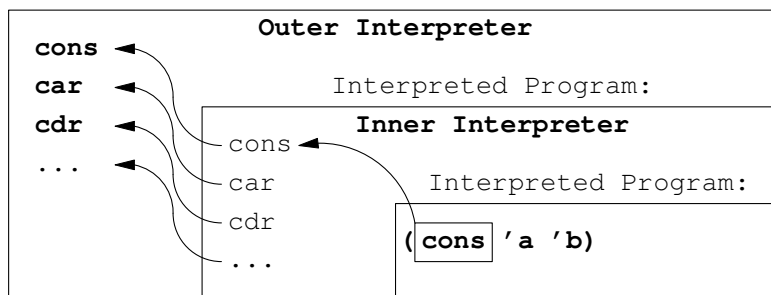 Outer Interpreter
cons
car
cdr
...
Interpreted Program:
Inner Interpreter
cons
car
cdr
...
Interpreted Program:
(cons ’a ’b)